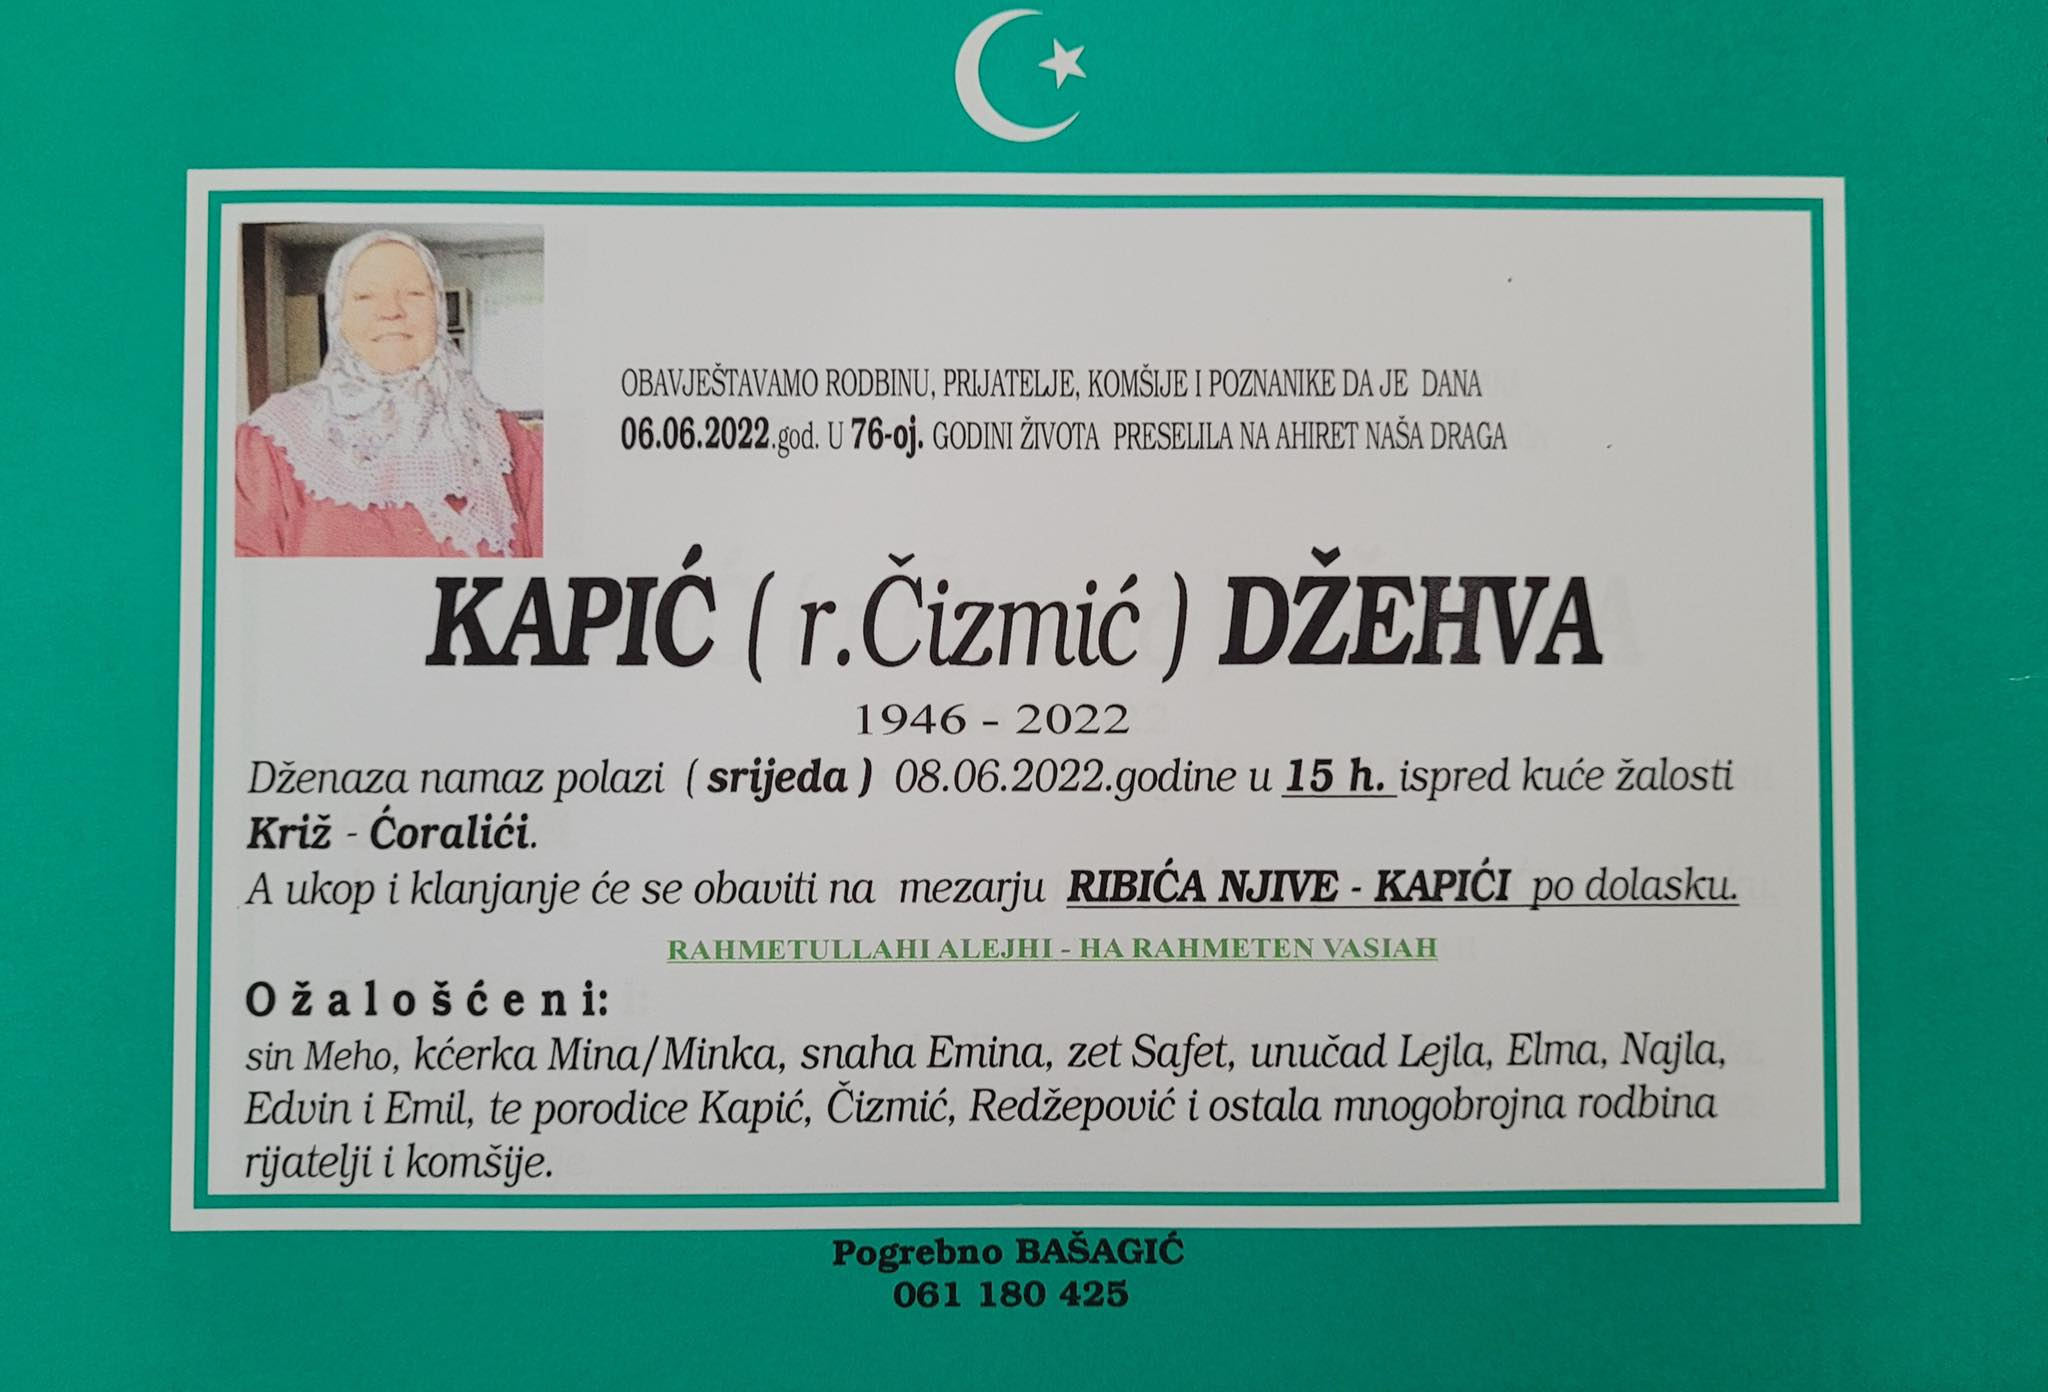 OBAVJEŠTAVAMO RODBINU, PRIJATELJE, KOMŠIJE I POZNANIKE DA JE DANA
06.06.2022.god. U 76-oj. GODINI ŽIVOTA PRESELILA NA AHIRET NAŠA DRAGA
KAPIĆ ( r.Čizmić ) DŽEHVA
1946 - 2022
Dženaza namaz polazi ( srijeda ) 08.06.2022.godine u 15 h. ispred kuće žalosti
Križ - Ćoralići.
A ukop i klanjanje će se obaviti na mezarju RIBIĆA NJIVE - KAPIĆI po dolasku.
RAHMETULLAHI ALEJHI - HA RAHMETEN VASIAH
Ožalošćeni:
sin Meho, kćerka Mina/Minka, snaha Emina, zet Safet, unučad Lejla, Elma, Najla,
Edvin i Emil, te porodice Kapić, Čizmić, Redžepović i ostala mnogobrojna rodbina
rijatelji i komšije.
Pogrebno BAŠAGIĆ
061 180 425